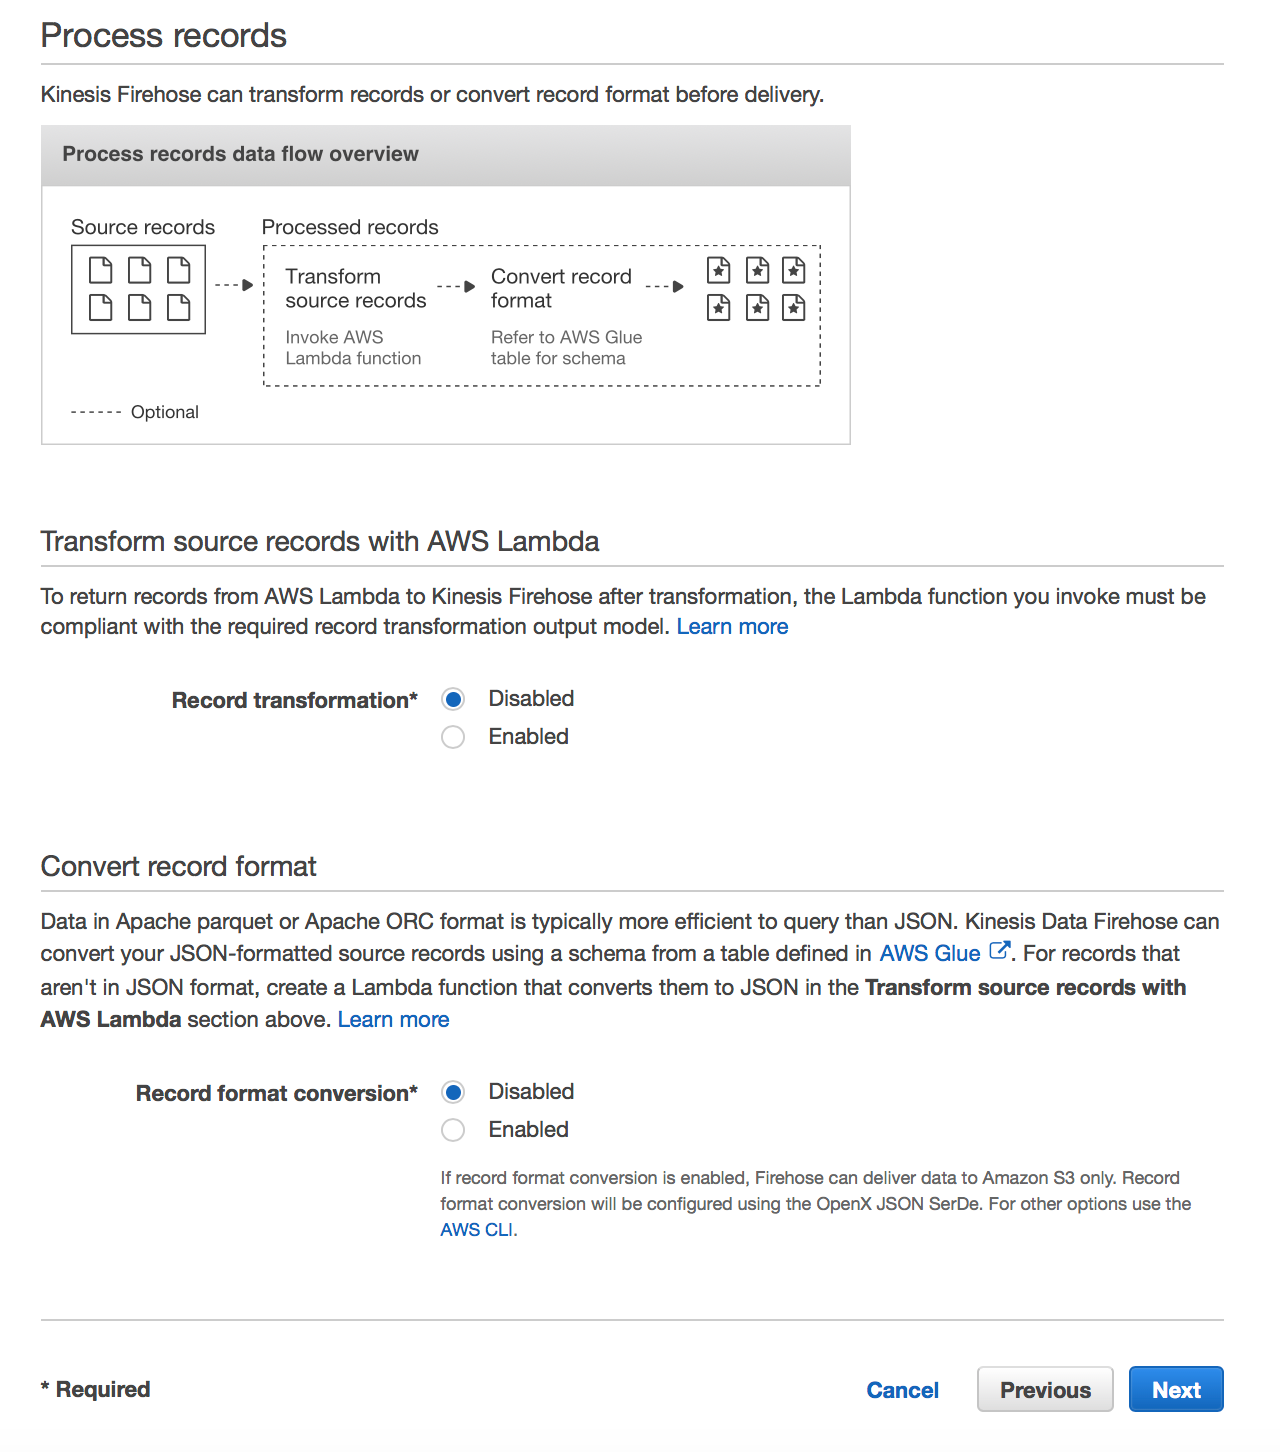 Process records
Kinesis Firehose can transform records or convert record format before delivery.
Process records data flow overview
Source records
Processed records
Transform
source records
Invoke AWS
Lambda function
Convert record
format
Refer to AWS Glue
table for schema
Optional
Transform source records with AWS Lambda
To return records from AWS Lambda to Kinesis Firehose after transformation, the Lambda function you invoke must be
compliant with the required record transformation output model. Learn more
Record transformation*
Disabled
Enabled
Convert record format
Data in Apache parquet or Apache ORC format is typically more efficient to query than JSON. Kinesis Data Firehose can
convert your JSON-formatted source records using a schema from a table defined in AWS Glue. For records that
aren't in JSON format, create a Lambda function that converts them to JSON in the Transform source records with
AWS Lambda section above. Learn more
Record format conversion*
Disabled
Enabled
If record format conversion is enabled, Firehose can deliver data to Amazon S3 only. Record
format conversion will be configured using the OpenX JSON SerDe. For other options use the
AWS CLI.
* Required
Cancel
Previous
Next